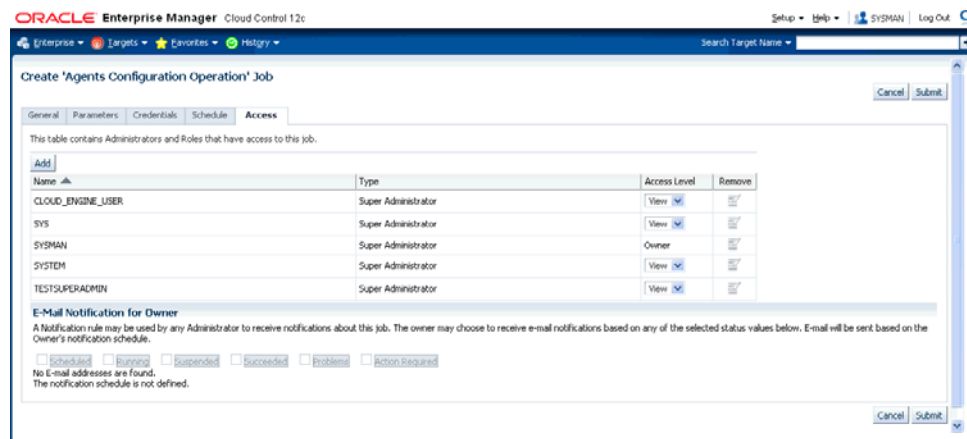 ORACLE Enterprise Manager Cloud Control 12c
Setup Help SYSMAN Log Out
Enterprise Targets Favorites History Search Target Name
Create 'Agents Configuration Operation' Job
Cancel Submit
General Parameters Credentials Schedule Access
This table contains Administrators and Roles that have access to this job.
Add
Name Type Access Level Remove
CLOUD_ENGINE_USER Super Administrator View
SYS Super Administrator View
SYSMAN Super Administrator Owner
SYSTEM Super Administrator View
TESTSUPERADMIN Super Administrator View
E-Mail Notification for Owner
A Notification rule may be used by any Administrator to receive notifications about this job. The owner may choose to receive e-mail notifications based on any of the selected status values below. E-mail will be sent based on the
Owner's notification schedule.
Scheduled Running Suspended Succeeded Problems Action Required
No E-mail addresses are found.
The notification schedule is not defined.
Cancel Submit